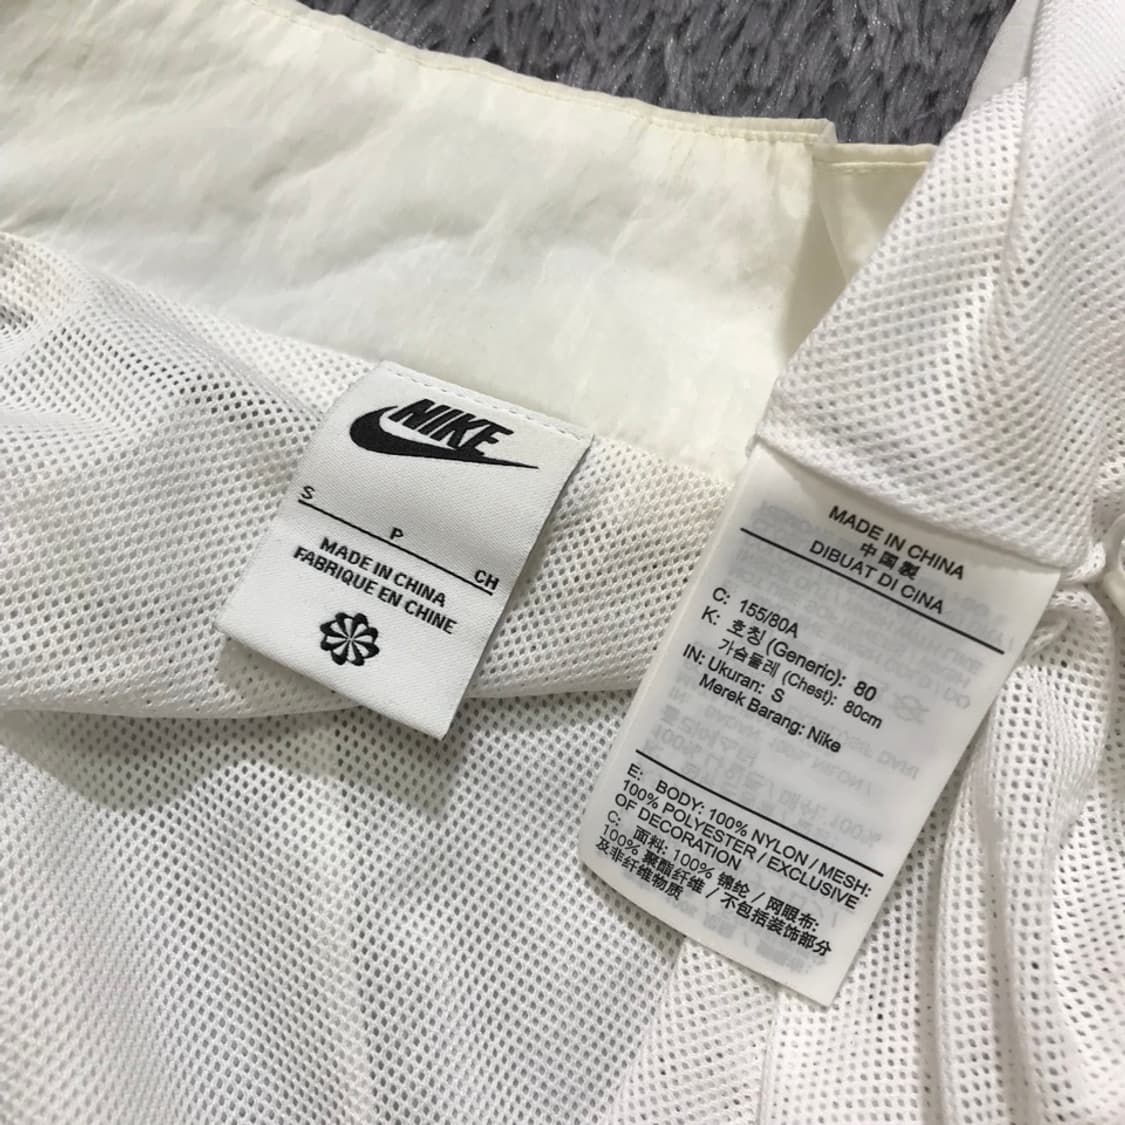 NIKE
S
P
CH
MADE IN CHINA
FABRIQUE EN CHINE
MADE IN CHINA
中国製
DIBUAT DI CINA
C: 155/80A
K: 호칭 (Generic): 80
가슴둘레 (Chest): 80cm
IN: Ukuran: S
Merek Barang: Nike
E: BODY: 100% NYLON / MESH:
100% POLYESTER / EXCLUSIVE
OF DECORATION
C: 面料: 100% 锦纶 / 网眼布:
100% 聚酯纤维 / 不包括装饰部分
及非纤维物质